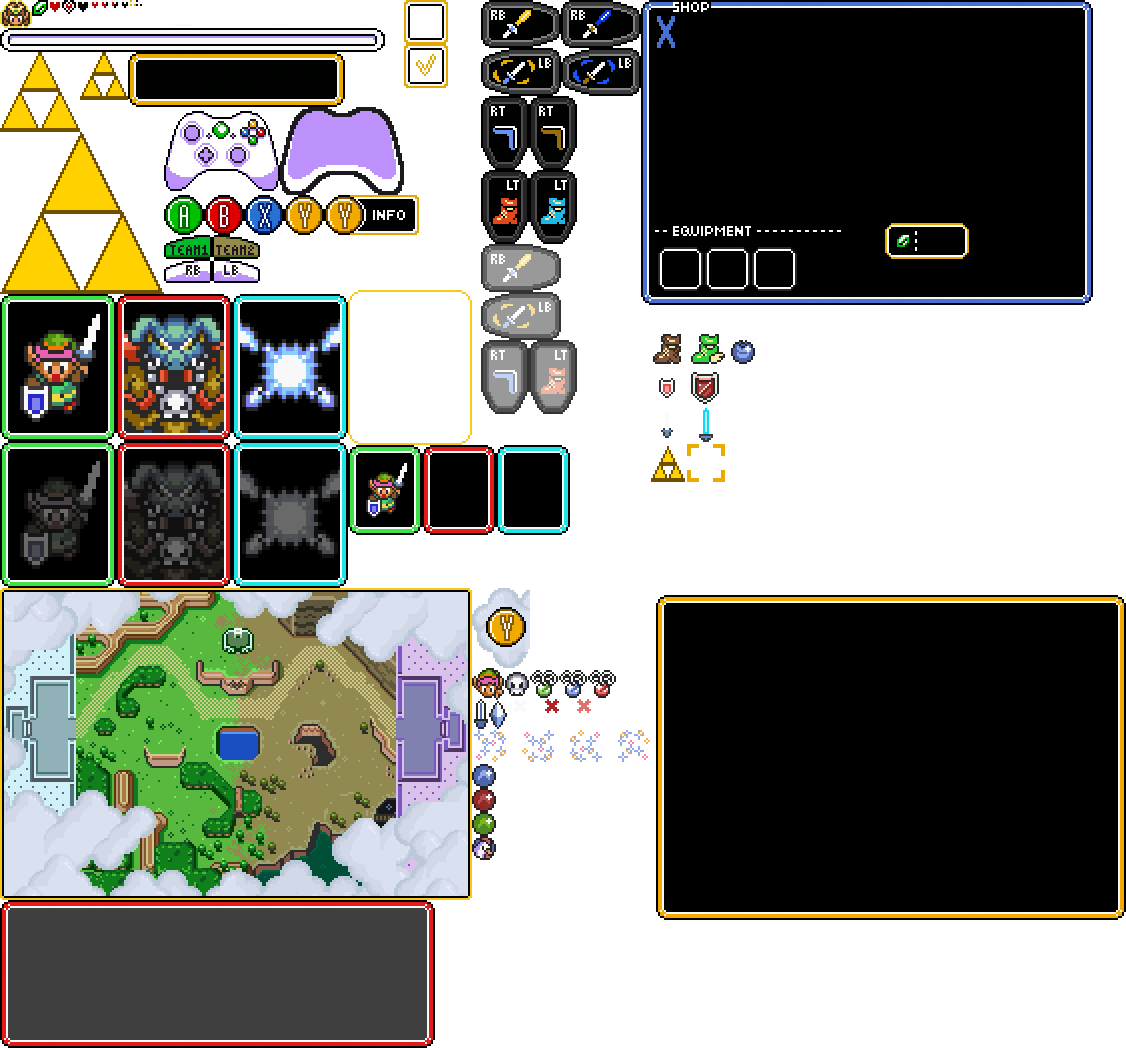 SHOP
X
RB
RB
LB
LB
RT
RT
LT
LT
A B X Y Y INFO
TEAM1 TEAM2
RB LB
EQUIPMENT
RB
LB
RT LT
Y